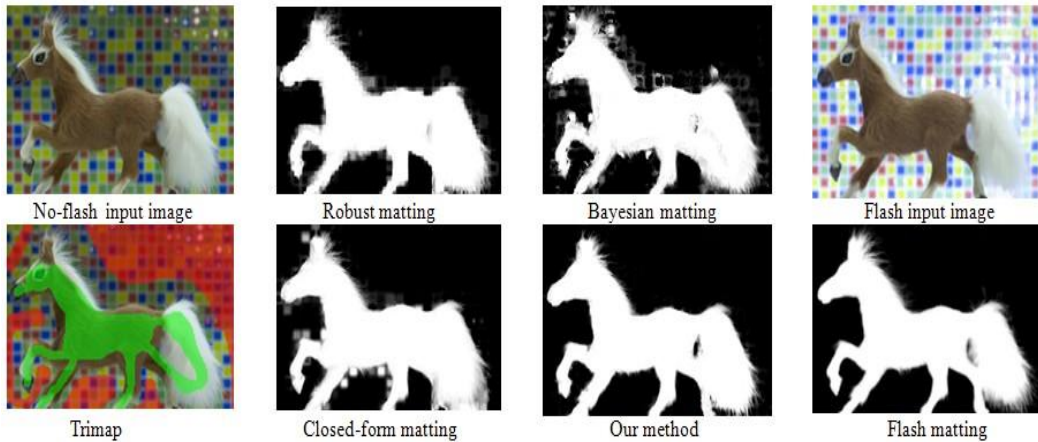 No-flash input image
Robust matting
Bayesian matting
Flash input image
Trimap
Closed-form matting
Our method
Flash matting